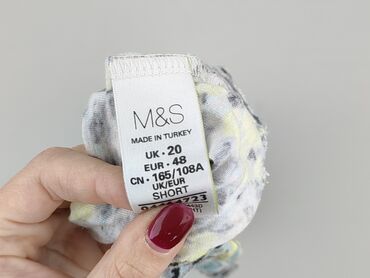 M&S
MADE IN TURKEY
UK · 20
EUR · 48
CN · 165/108A
UK/EUR
SHORT